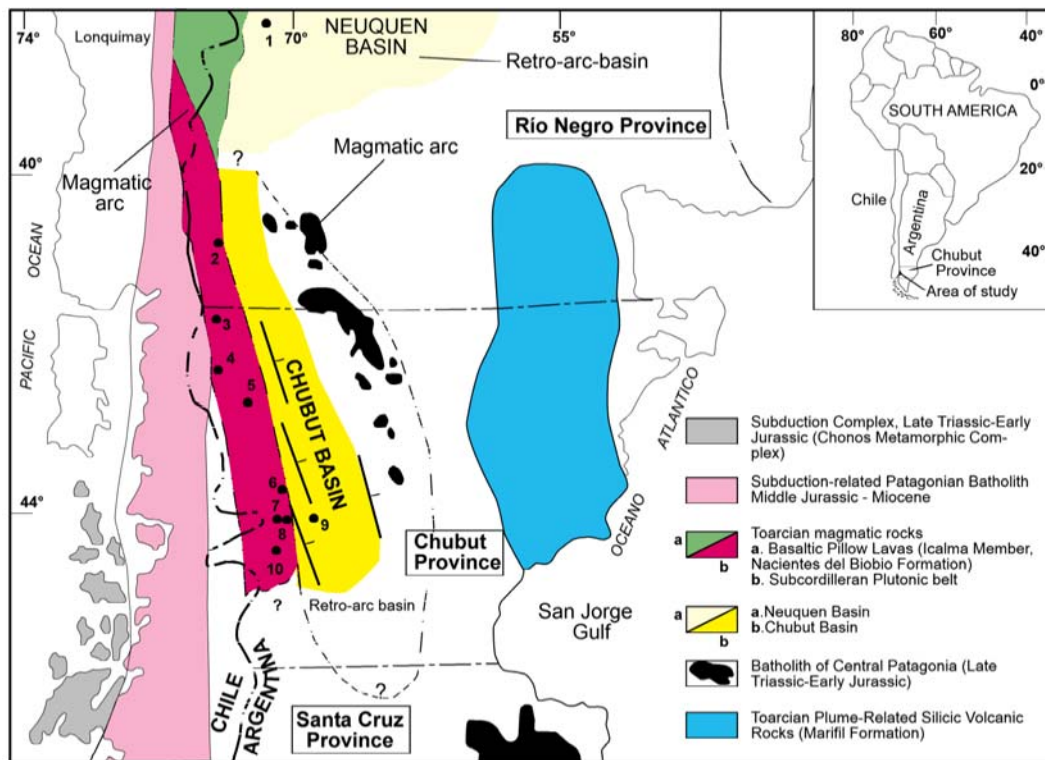 74°
Lonquimay
1
70°
NEUQUEN
BASIN
Retro-arc-basin
55°
Río Negro Province
Magmatic arc
Magmatic
arc
40°
?
OCEAN
PACIFIC
2
3
4
5
6
7
8
9
10
CHUBUT BASIN
44°
Chubut
Province
?
Retro-arc basin
San Jorge
Gulf
OCEANO
ATLANTICO
CHILE
ARGENTINA
?
Santa Cruz
Province
80°
60°
40°
0°
SOUTH AMERICA
20°
Chile
Argentina
40°
Chubut
Province
Area of study
Subduction Complex, Late Triassic-Early
Jurassic (Chonos Metamorphic Com-
plex)
Subduction-related Patagonian Batholith
Middle Jurassic - Miocene
a
b
Toarcian magmatic rocks
a. Basaltic Pillow Lavas (Icalma Member,
Nacientes del Biobio Formation)
b. Subcordilleran Plutonic belt
a
b
a.Neuquen Basin
b.Chubut Basin
Batholith of Central Patagonia (Late
Triassic-Early Jurassic)
Toarcian Plume-Related Silicic Volcanic
Rocks (Marifil Formation)